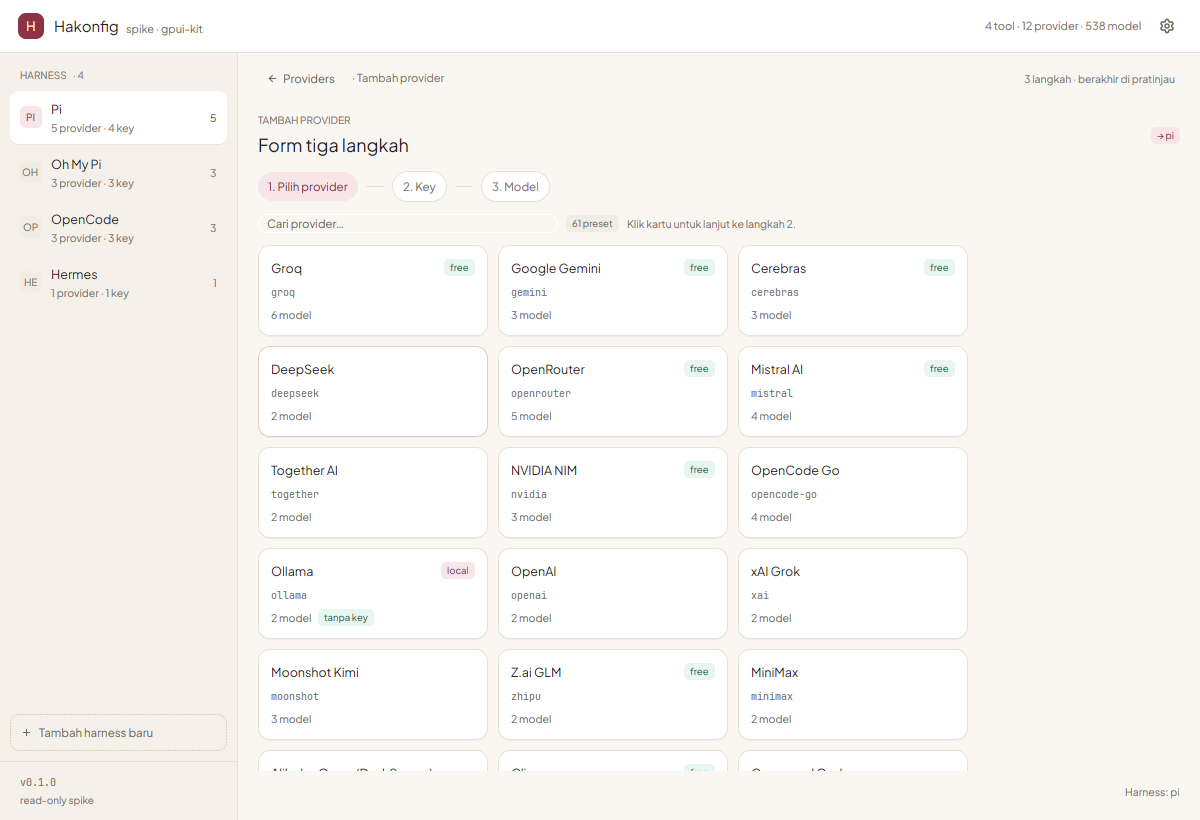 H Hakonfig spike · gpui-kit
4 tool · 12 provider · 538 model
HARNESS · 4
PI Pi 5
5 provider · 4 key
OH Oh My Pi 3
3 provider · 3 key
OP OpenCode 3
3 provider · 3 key
HE Hermes 1
1 provider · 1 key
+ Tambah harness baru
v0.1.0
read-only spike
← Providers · Tambah provider
3 langkah · berakhir di pratinjau
TAMBAH PROVIDER
Form tiga langkah
→ pi
1. Pilih provider 2. Key 3. Model
Cari provider… 61 preset Klik kartu untuk lanjut ke langkah 2.
Groq free
groq
6 model
Google Gemini free
gemini
3 model
Cerebras free
cerebras
3 model
DeepSeek
deepseek
2 model
OpenRouter free
openrouter
5 model
Mistral AI free
mistral
4 model
Together AI
together
2 model
NVIDIA NIM free
nvidia
3 model
OpenCode Go
opencode-go
4 model
Ollama local
ollama
2 model tanpa key
OpenAI
openai
2 model
xAI Grok
xai
2 model
Moonshot Kimi
moonshot
3 model
Z.ai GLM free
zhipu
2 model
MiniMax
minimax
2 model
Harness: pi